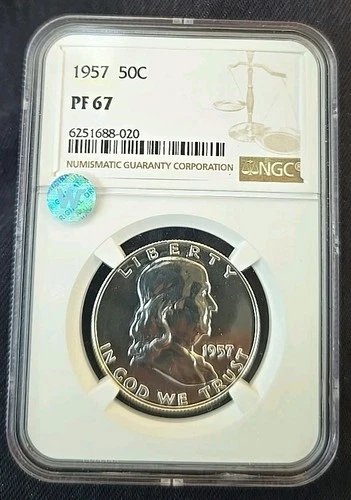 1957 50C
PF 67
6251688-020
NUMISMATIC GUARANTY CORPORATION
NGC
W
LIBERTY
1957
IN GOD WE TRUST